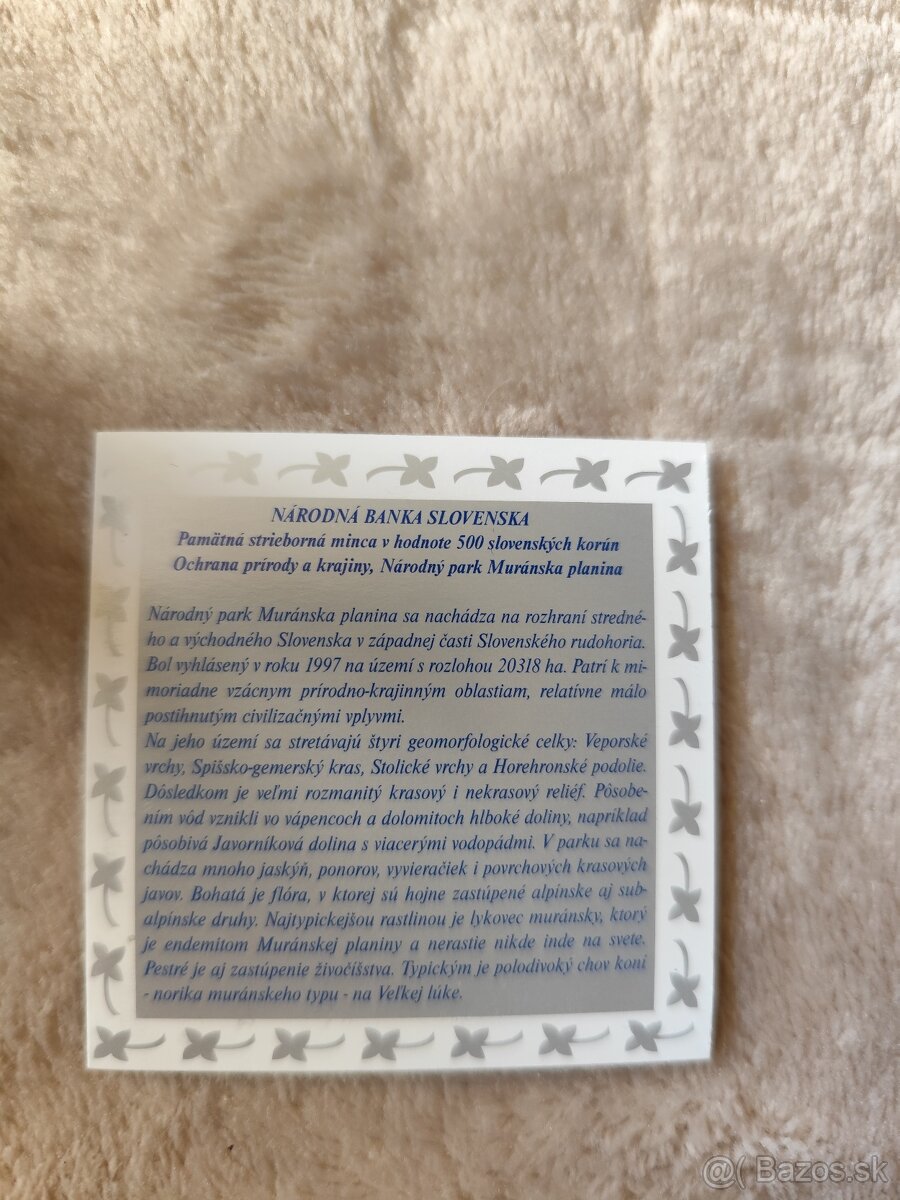 NÁRODNÁ BANKA SLOVENSKA
Pamätná strieborná minca v hodnote 500 slovenských korún
Ochrana prírody a krajiny, Národný park Muránska planina
Národný park Muránska planina sa nachádza na rozhraní stredné-
ho a východného Slovenska v západnej časti Slovenského rudohoria.
Bol vyhlásený v roku 1997 na území s rozlohou 20318 ha. Patrí k mi-
moriadne vzácnym prírodno-krajinným oblastiam, relatívne málo
postihnutým civilizačnými vplyvmi.
Na jeho území sa stretávajú štyri geomorfologické celky: Veporské
vrchy, Spišsko-gemerský kras, Stolické vrchy a Horehronské podolie.
Dôsledkom je veľmi rozmanitý krasový i nekrasový reliéf. Pôsobe-
ním vôd vznikli vo vápencoch a dolomitoch hlboké doliny, napríklad
pôsobivá Javorníková dolina s viacerými vodopádmi. V parku sa na-
chádza mnoho jaskýň, ponorov, vyvieračiek i povrchových krasových
javov. Bohatá je flóra, v ktorej sú hojne zastúpené alpínske aj sub-
alpínske druhy. Najtypickejšou rastlinou je lykovec muránsky, ktorý
je endemitom Muránskej planiny a nerastie nikde inde na svete.
Pestré je aj zastúpenie živočíšstva. Typickým je polodivoký chov koní
- norika muránskeho typu - na Veľkej lúke.
@( Bazos.sk